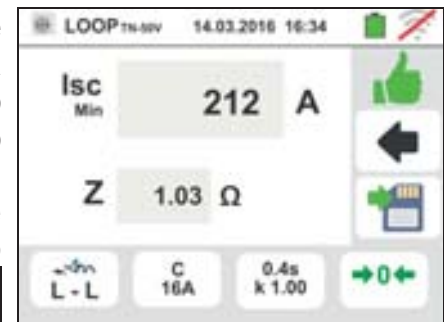 LOOP TN-50V 14.03.2016 16:34
Isc
Min
212 A
Z 1.03 Ω
L - L
C
16A
0.4s
k 1.00
0